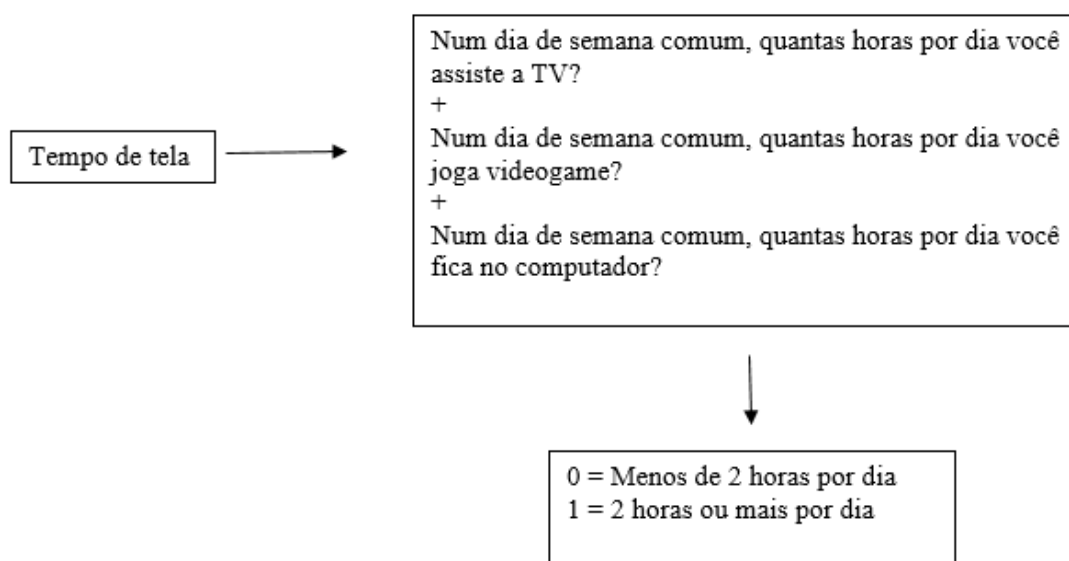 Num dia de semana comum, quantas horas por dia você
assiste a TV?
+
Num dia de semana comum, quantas horas por dia você
joga videogame?
+
Num dia de semana comum, quantas horas por dia você
fica no computador?
Tempo de tela
0 = Menos de 2 horas por dia
1 = 2 horas ou mais por dia